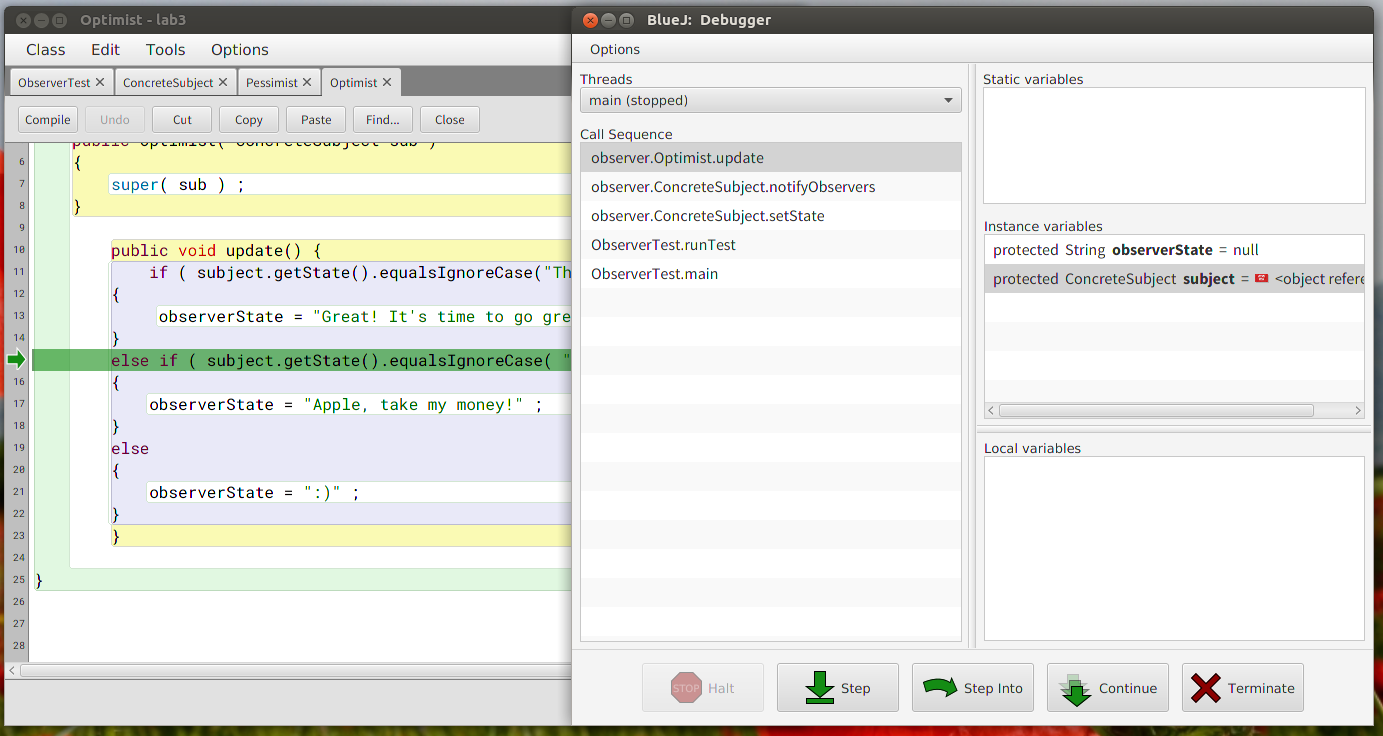 Optimist - lab3
Class Edit Tools Options
ObserverTest ConcreteSubject Pessimist Optimist
Compile Undo Cut Copy Paste Find... Close
public Optimist( ConcreteSubject sub )
6 {
7 super( sub ) ;
8 }
9
10 public void update() {
11 if ( subject.getState().equalsIgnoreCase("Th
12 {
13 observerState = "Great! It's time to go gre
14 }
else if ( subject.getState().equalsIgnoreCase( "
16 {
17 observerState = "Apple, take my money!" ;
18 }
19 else
20 {
21 observerState = ":)" ;
22 }
23 }
24
25 }
26
27
28
BlueJ: Debugger
Options
Threads
main (stopped)
Call Sequence
observer.Optimist.update
observer.ConcreteSubject.notifyObservers
observer.ConcreteSubject.setState
ObserverTest.runTest
ObserverTest.main
Static variables
Instance variables
protected String observerState = null
protected ConcreteSubject subject = <object refere
Local variables
STOP Halt Step Step Into Continue Terminate